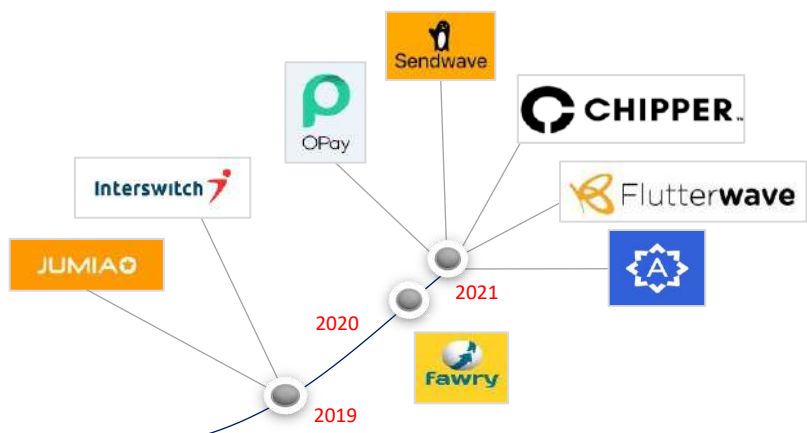 Sendwave
OPay
CHIPPER
Interswitch
Flutterwave
JUMIA
A
2021
2020
fawry
2019